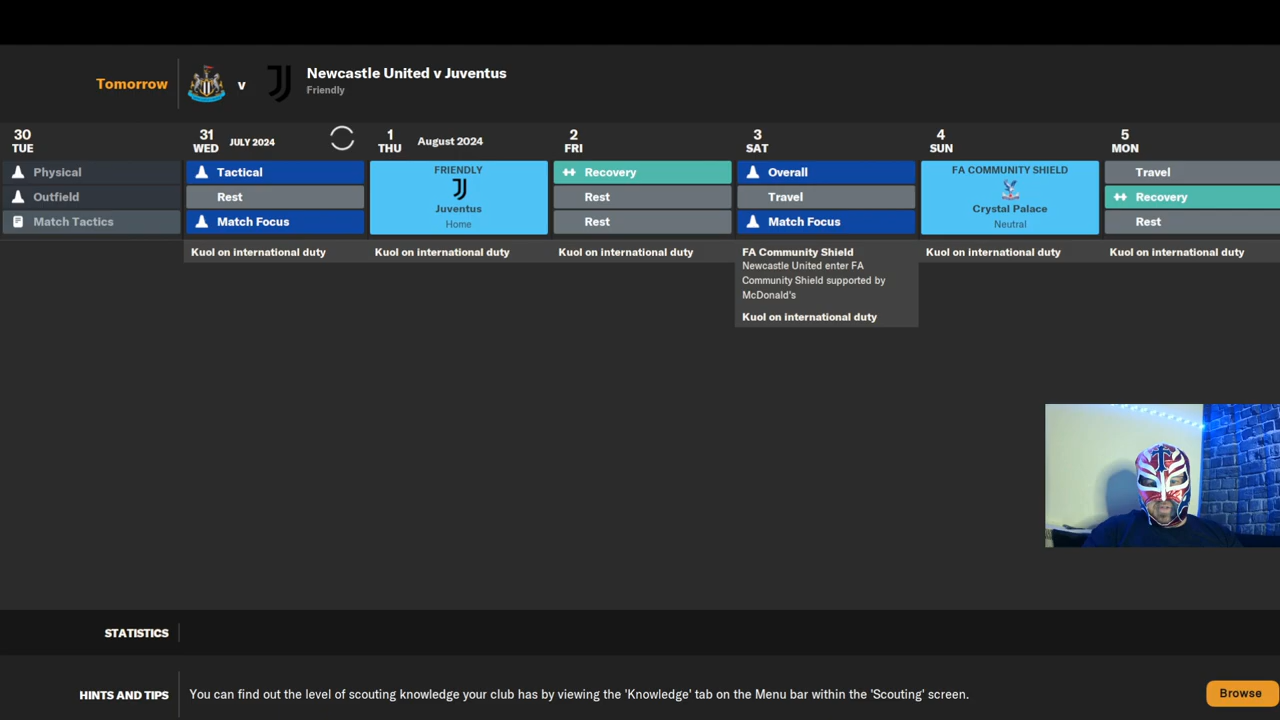 Tomorrow
v
Newcastle United v Juventus
Friendly
30
TUE
31
WED
JULY 2024
1
THU
August 2024
2
FRI
3
SAT
4
SUN
5
MON
Physical
Outfield
Match Tactics
Tactical
Rest
Match Focus
Kuol on international duty
FRIENDLY
Juventus
Home
Kuol on international duty
Recovery
Rest
Rest
Kuol on international duty
Overall
Travel
Match Focus
FA Community Shield
Newcastle United enter FA
Community Shield supported by
McDonald's
Kuol on international duty
FA COMMUNITY SHIELD
Crystal Palace
Neutral
Kuol on international duty
Travel
Recovery
Rest
Kuol on international duty
STATISTICS
HINTS AND TIPS
You can find out the level of scouting knowledge your club has by viewing the 'Knowledge' tab on the Menu bar within the 'Scouting' screen.
Browse